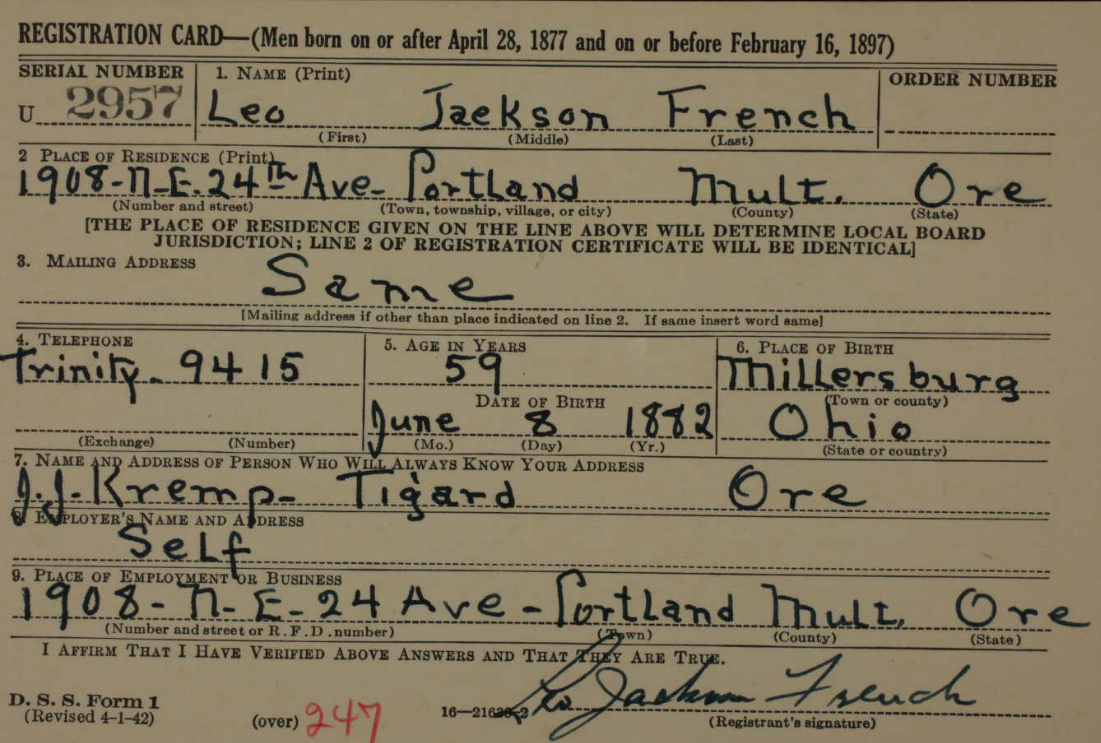 REGISTRATION CARD—(Men born on or after April 28, 1877 and on or before February 16, 1897)
SERIAL NUMBER
U 2957
1. NAME (Print)
Leo Jackson French
(First) (Middle) (Last)
ORDER NUMBER
2 PLACE OF RESIDENCE (Print)
1908-N-E. 24th Ave- Portland Mult. Ore
(Number and street) (Town, township, village, or city) (County) (State)
[THE PLACE OF RESIDENCE GIVEN ON THE LINE ABOVE WILL DETERMINE LOCAL BOARD
JURISDICTION; LINE 2 OF REGISTRATION CERTIFICATE WILL BE IDENTICAL]
3. MAILING ADDRESS
Same
[Mailing address if other than place indicated on line 2. If same insert word same]
4. TELEPHONE
Trinity- 9415
(Exchange) (Number)
5. AGE IN YEARS
59
DATE OF BIRTH
June 8 1882
(Mo.) (Day) (Yr.)
6. PLACE OF BIRTH
Millersburg
(Town or county)
Ohio
(State or country)
7. NAME AND ADDRESS OF PERSON WHO WILL ALWAYS KNOW YOUR ADDRESS
J.J. Kremp- Tigard Ore
8. EMPLOYER'S NAME AND ADDRESS
Self
9. PLACE OF EMPLOYMENT OR BUSINESS
1908-N-E-24 Ave-Portland Mult. Ore
(Number and street or R.F.D. number) (Town) (County) (State)
I AFFIRM THAT I HAVE VERIFIED ABOVE ANSWERS AND THAT THEY ARE TRUE.
D. S. S. Form 1
(Revised 4-1-42) (over) 247
Leo Jackson French
(Registrant's signature)